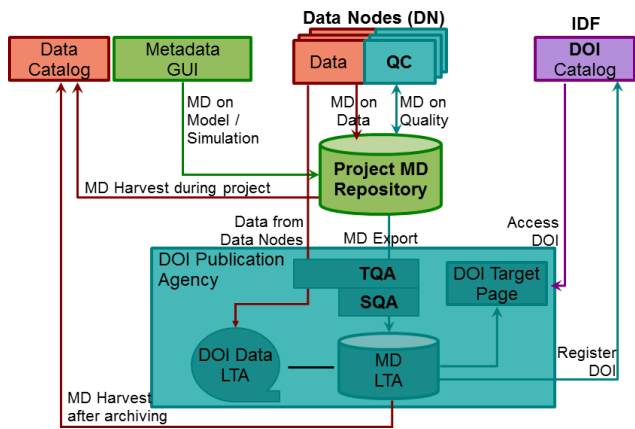 Data Nodes (DN)
IDF
Data
Catalog
Metadata
GUI
Data
QC
DOI
Catalog
MD on
Model /
Simulation
MD on
Data
MD on
Quality
Project MD
Repository
MD Harvest during project
Data from
Data Nodes
MD Export
Access
DOI
DOI Publication
Agency
TQA
SQA
DOI Target
Page
DOI Data
LTA
MD
LTA
Register
DOI
MD Harvest
after archiving